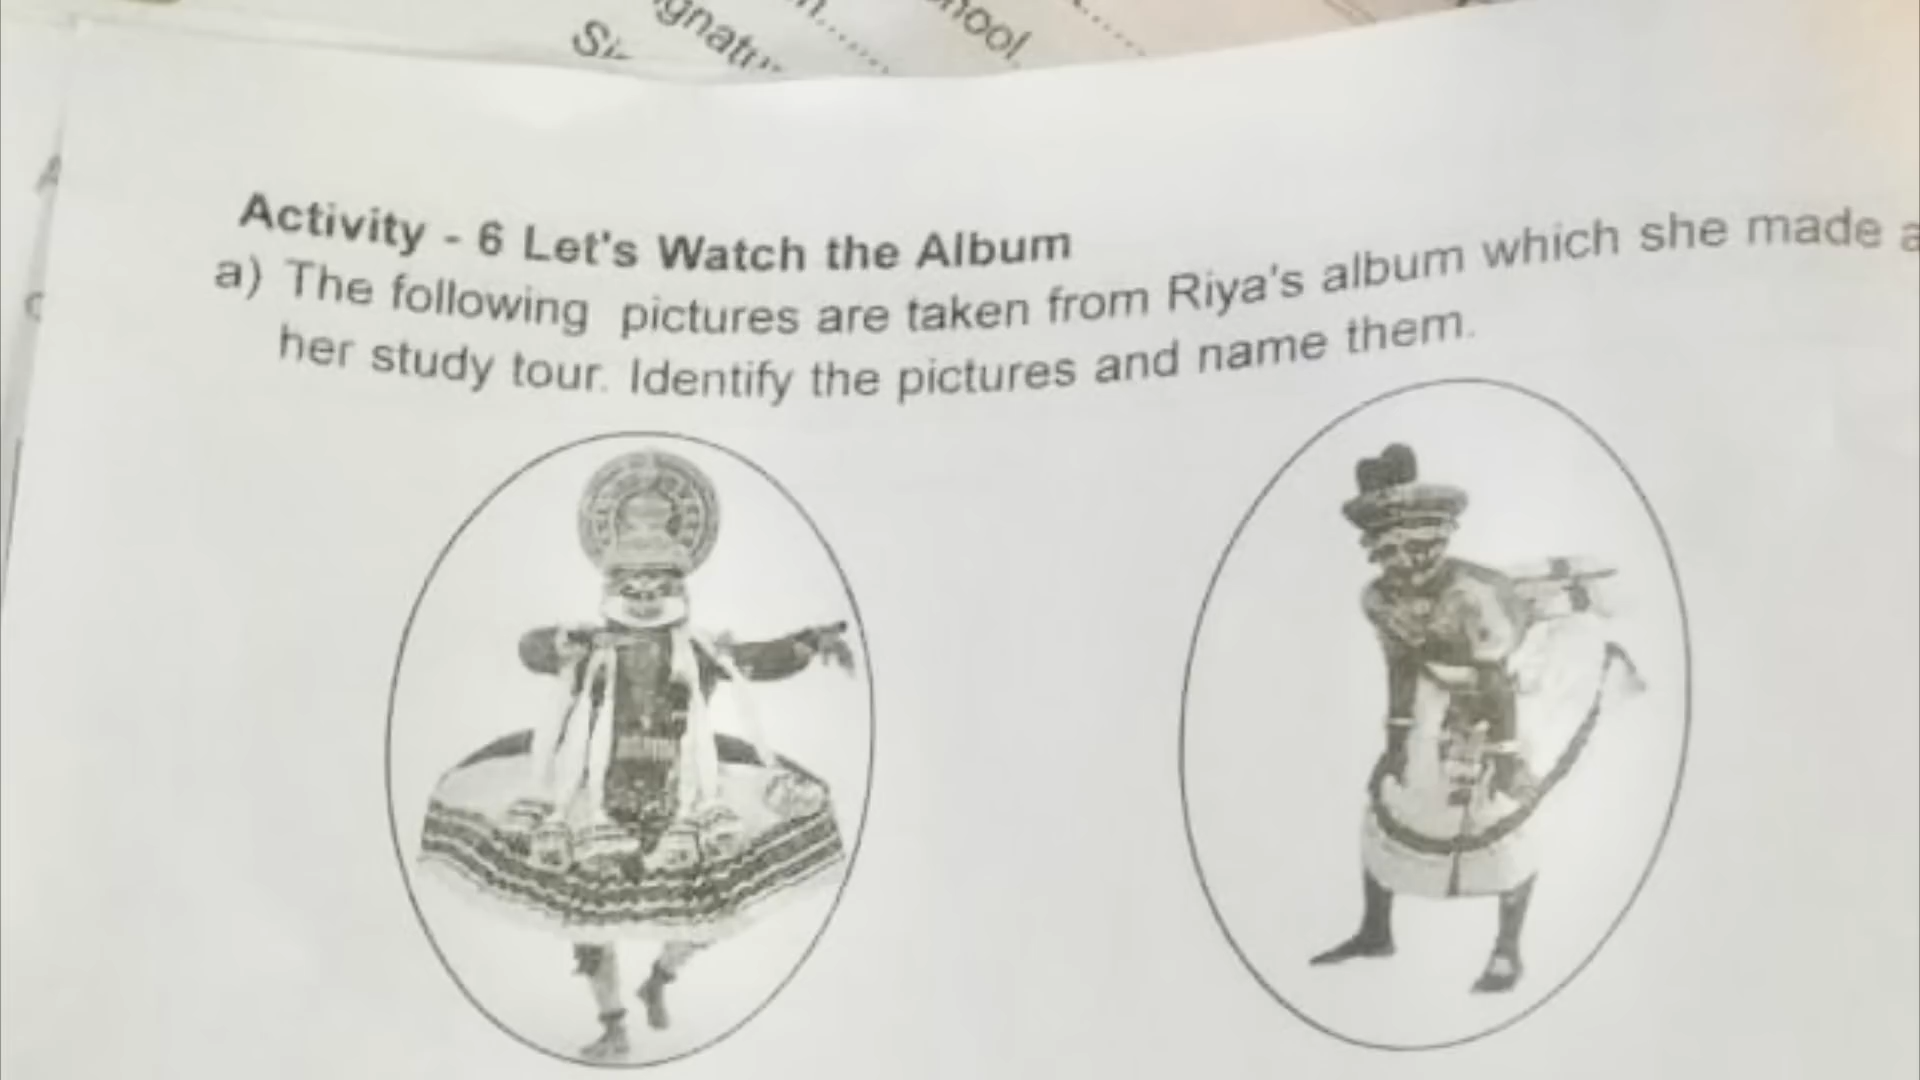 hool
Activity - 6 Let's Watch the Album
a) The following pictures are taken from Riya's album which she made
her study tour. Identify the pictures and name them.